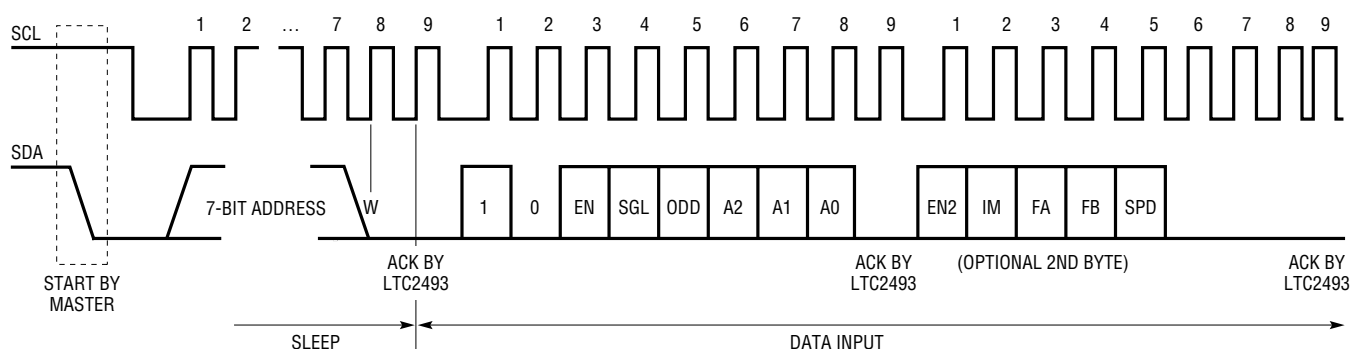 1 2 ... 7 8 9 1 2 3 4 5 6 7 8 9 1 2 3 4 5 6 7 8 9
SCL
SDA
7-BIT ADDRESS W 1 0 EN SGL ODD A2 A1 A0 EN2 IM FA FB SPD
START BY
MASTER
ACK BY
LTC2493
ACK BY
LTC2493
(OPTIONAL 2ND BYTE)
ACK BY
LTC2493
SLEEP DATA INPUT